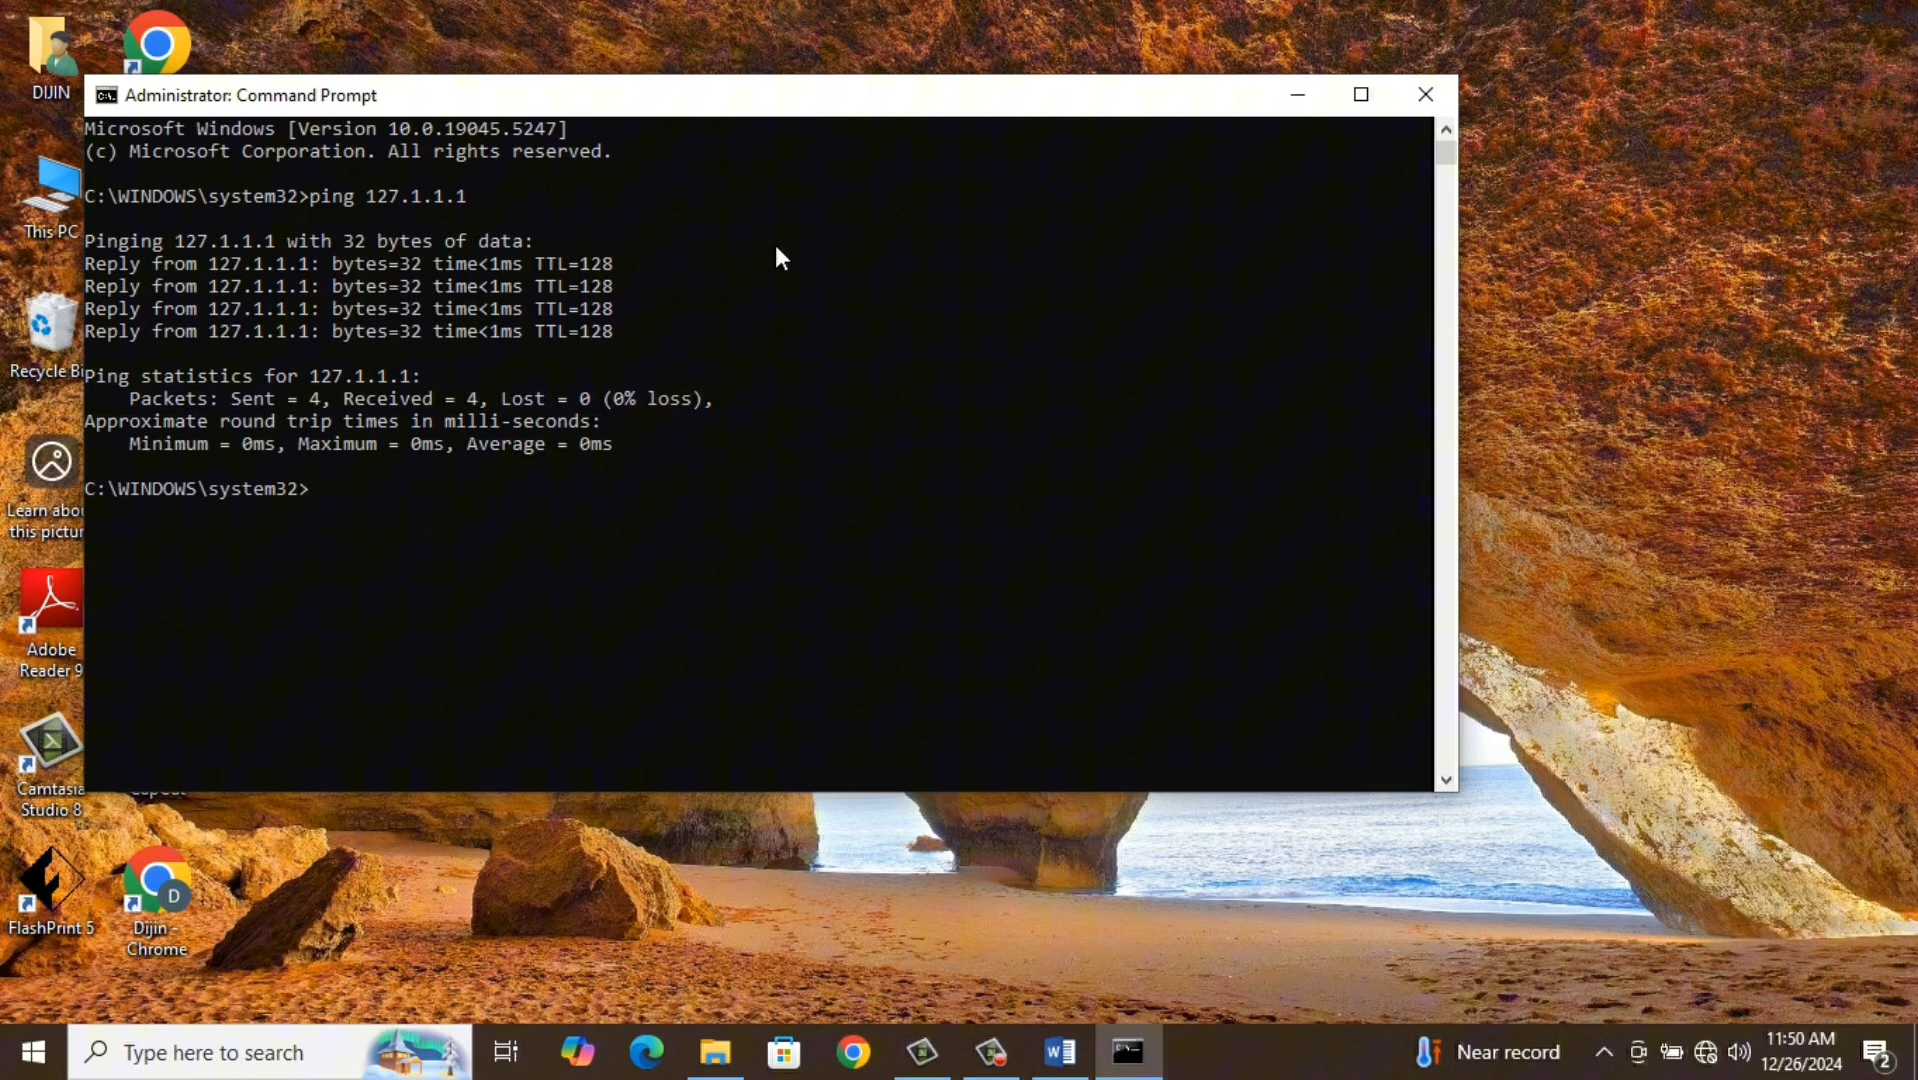 DIJIN
Administrator: Command Prompt
Microsoft Windows [Version 10.0.19045.5247]
(c) Microsoft Corporation. All rights reserved.
C:\WINDOWS\system32>ping 127.1.1.1
Pinging 127.1.1.1 with 32 bytes of data:
Reply from 127.1.1.1: bytes=32 time<1ms TTL=128
Reply from 127.1.1.1: bytes=32 time<1ms TTL=128
Reply from 127.1.1.1: bytes=32 time<1ms TTL=128
Reply from 127.1.1.1: bytes=32 time<1ms TTL=128
Ping statistics for 127.1.1.1:
Packets: Sent = 4, Received = 4, Lost = 0 (0% loss),
Approximate round trip times in milli-seconds:
Minimum = 0ms, Maximum = 0ms, Average = 0ms
C:\WINDOWS\system32>
This PC
Recycle Bi
Learn abou
this pictur
Adobe
Reader 9
Camtasia
Studio 8
FlashPrint 5
D
Dijin -
Chrome
Type here to search
Near record
11:50 AM
12/26/2024
2